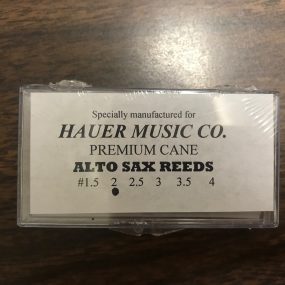 Specially manufactured for
HAUER MUSIC CO.
PREMIUM CANE
ALTO SAX REEDS
#1.5 2 2.5 3 3.5 4